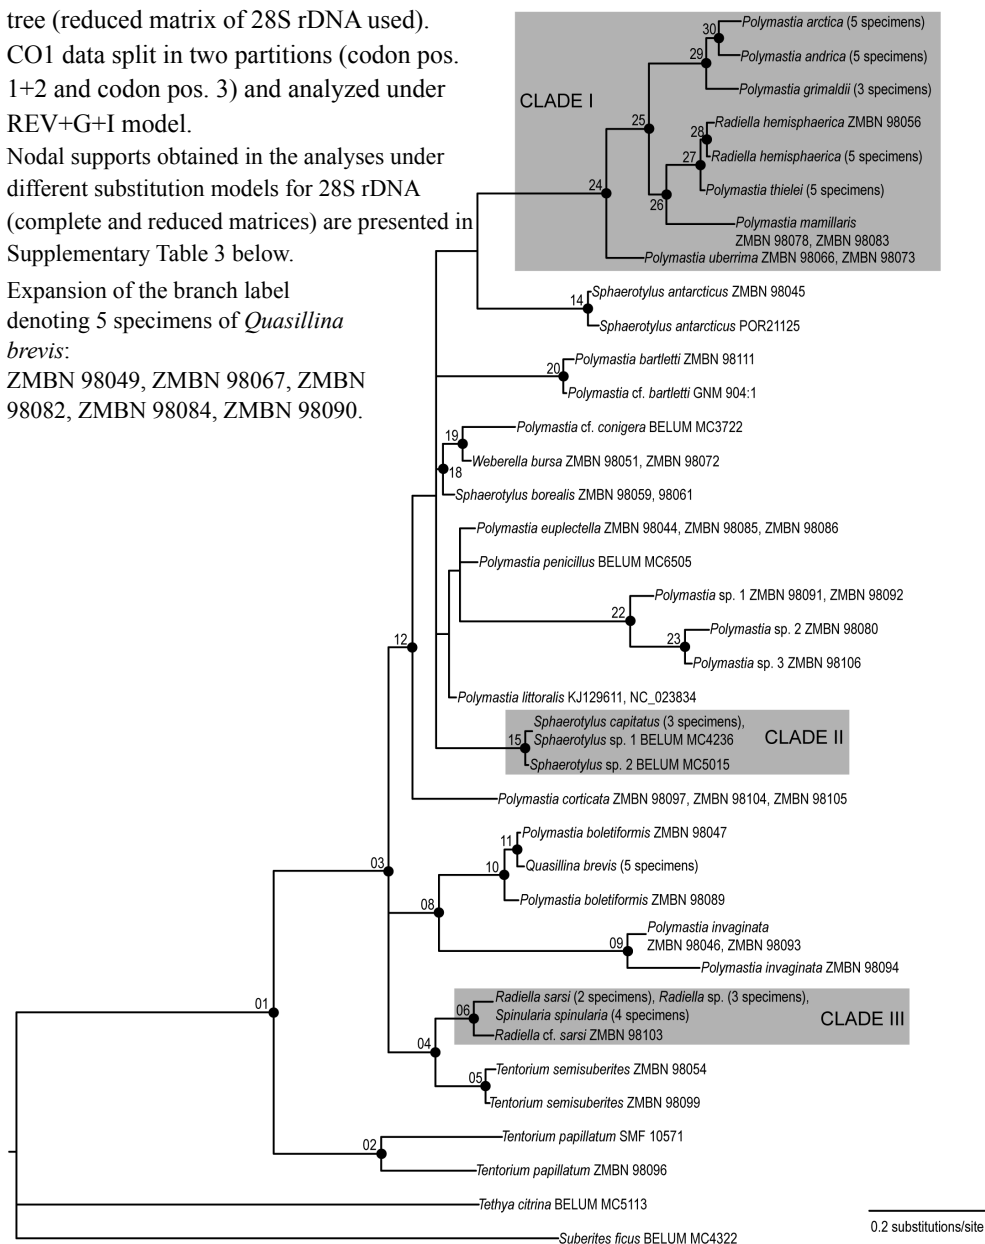 tree (reduced matrix of 28S rDNA used).
CO1 data split in two partitions (codon pos.
1+2 and codon pos. 3) and analyzed under
REV+G+I model.
Nodal supports obtained in the analyses under
different substitution models for 28S rDNA
(complete and reduced matrices) are presented in
Supplementary Table 3 below.
Expansion of the branch label
denoting 5 specimens of Quasillina
brevis:
ZMBN 98049, ZMBN 98067, ZMBN
98082, ZMBN 98084, ZMBN 98090.
CLADE I
30
Polymastia arctica (5 specimens)
Polymastia andrica (5 specimens)
29
Polymastia grimaldii (3 specimens)
25
28
Radiella hemisphaerica ZMBN 98056
Radiella hemisphaerica (5 specimens)
27
Polymastia thielei (5 specimens)
24
26
Polymastia mamillaris
ZMBN 98078, ZMBN 98083
Polymastia uberrima ZMBN 98066, ZMBN 98073
14
Sphaerotylus antarcticus ZMBN 98045
Sphaerotylus antarcticus POR21125
20
Polymastia bartletti ZMBN 98111
Polymastia cf. bartletti GNM 904:1
19
Polymastia cf. conigera BELUM MC3722
Weberella bursa ZMBN 98051, ZMBN 98072
18
Sphaerotylus borealis ZMBN 98059, 98061
Polymastia euplectella ZMBN 98044, ZMBN 98085, ZMBN 98086
Polymastia penicillus BELUM MC6505
22
Polymastia sp. 1 ZMBN 98091, ZMBN 98092
23
Polymastia sp. 2 ZMBN 98080
Polymastia sp. 3 ZMBN 98106
12
Polymastia littoralis KJ129611, NC_023834
15
Sphaerotylus capitatus (3 specimens),
Sphaerotylus sp. 1 BELUM MC4236
CLADE II
Sphaerotylus sp. 2 BELUM MC5015
Polymastia corticata ZMBN 98097, ZMBN 98104, ZMBN 98105
03
11
Polymastia boletiformis ZMBN 98047
Quasillina brevis (5 specimens)
10
Polymastia boletiformis ZMBN 98089
08
09
Polymastia invaginata
ZMBN 98046, ZMBN 98093
Polymastia invaginata ZMBN 98094
01
06
Radiella sarsi (2 specimens), Radiella sp. (3 specimens),
Spinularia spinularia (4 specimens)
CLADE III
Radiella cf. sarsi ZMBN 98103
04
05
Tentorium semisuberites ZMBN 98054
Tentorium semisuberites ZMBN 98099
02
Tentorium papillatum SMF 10571
Tentorium papillatum ZMBN 98096
Tethya citrina BELUM MC5113
Suberites ficus BELUM MC4322
0.2 substitutions/site